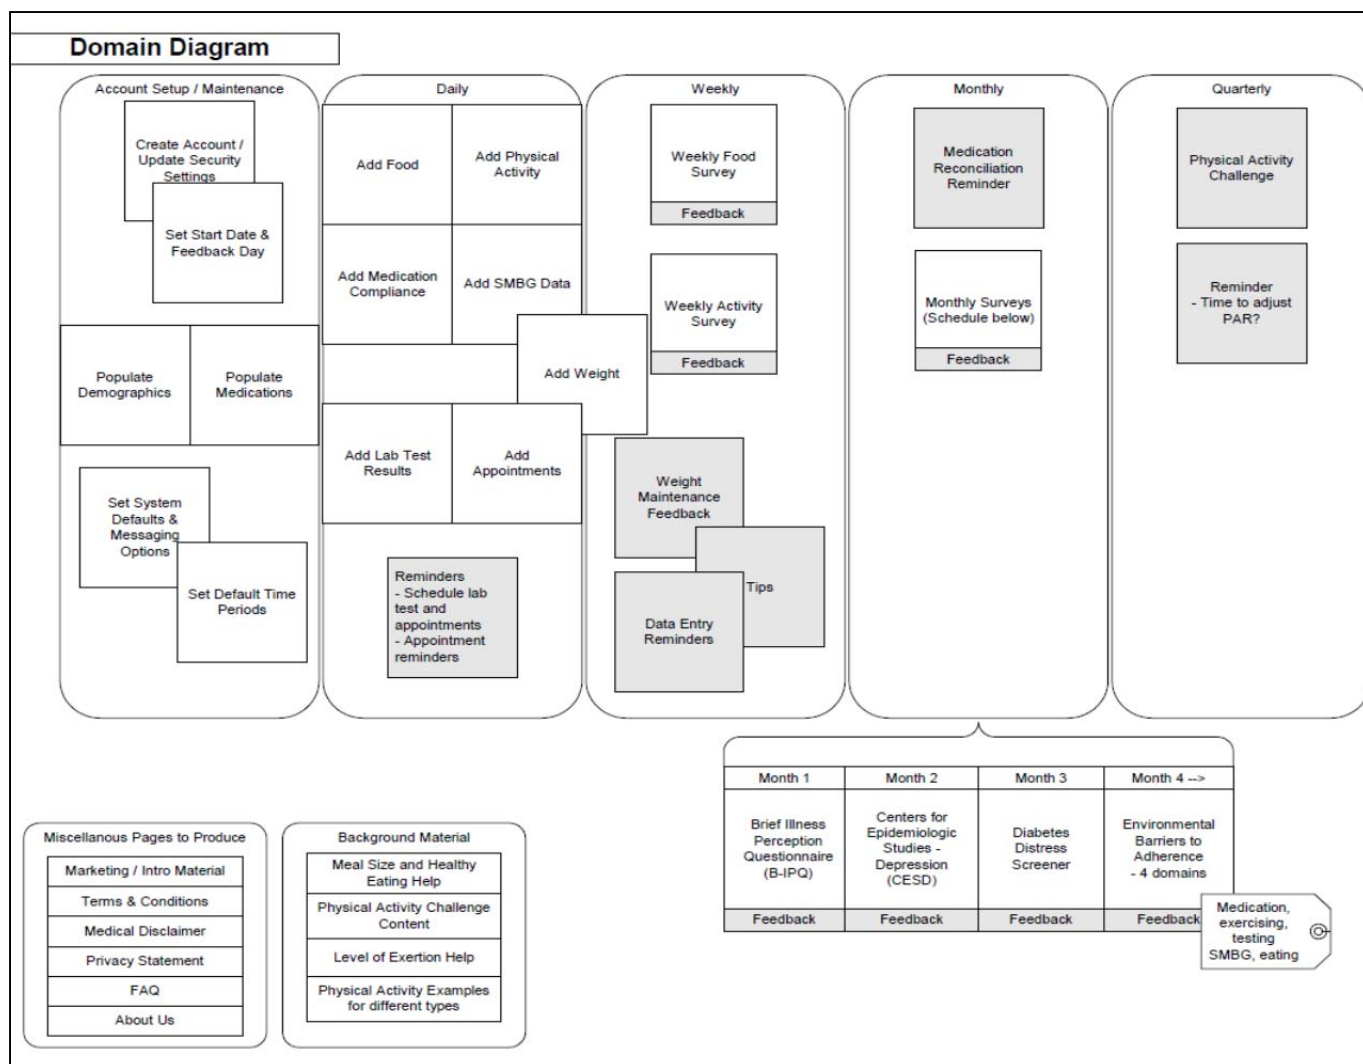 Domain Diagram
Account Setup / Maintenance
Create Account /
Update Security
Settings
Set Start Date &
Feedback Day
Populate
Demographics
Populate
Medications
Set System
Defaults &
Messaging
Options
Set Default Time
Periods
Daily
Add Food
Add Physical
Activity
Add Medication
Compliance
Add SMBG Data
Add Weight
Add Lab Test
Results
Add
Appointments
Reminders
- Schedule lab
test and
appointments
- Appointment
reminders
Weekly
Weekly Food
Survey
Feedback
Weekly Activity
Survey
Feedback
Weight
Maintenance
Feedback
Tips
Data Entry
Reminders
Monthly
Medication
Reconciliation
Reminder
Monthly Surveys
(Schedule below)
Feedback
Quarterly
Physical Activity
Challenge
Reminder
- Time to adjust
PAR?
Month 1
Brief Illness
Perception
Questionnaire
(B-IPQ)
Feedback
Month 2
Centers for
Epidemiologic
Studies -
Depression
(CESD)
Feedback
Month 3
Diabetes
Distress
Screener
Feedback
Month 4 -->
Environmental
Barriers to
Adherence
- 4 domains
Feedback
Medication,
exercising,
testing
SMBG, eating
Miscellanous Pages to Produce
Marketing / Intro Material
Terms & Conditions
Medical Disclaimer
Privacy Statement
FAQ
About Us
Background Material
Meal Size and Healthy
Eating Help
Physical Activity Challenge
Content
Level of Exertion Help
Physical Activity Examples
for different types